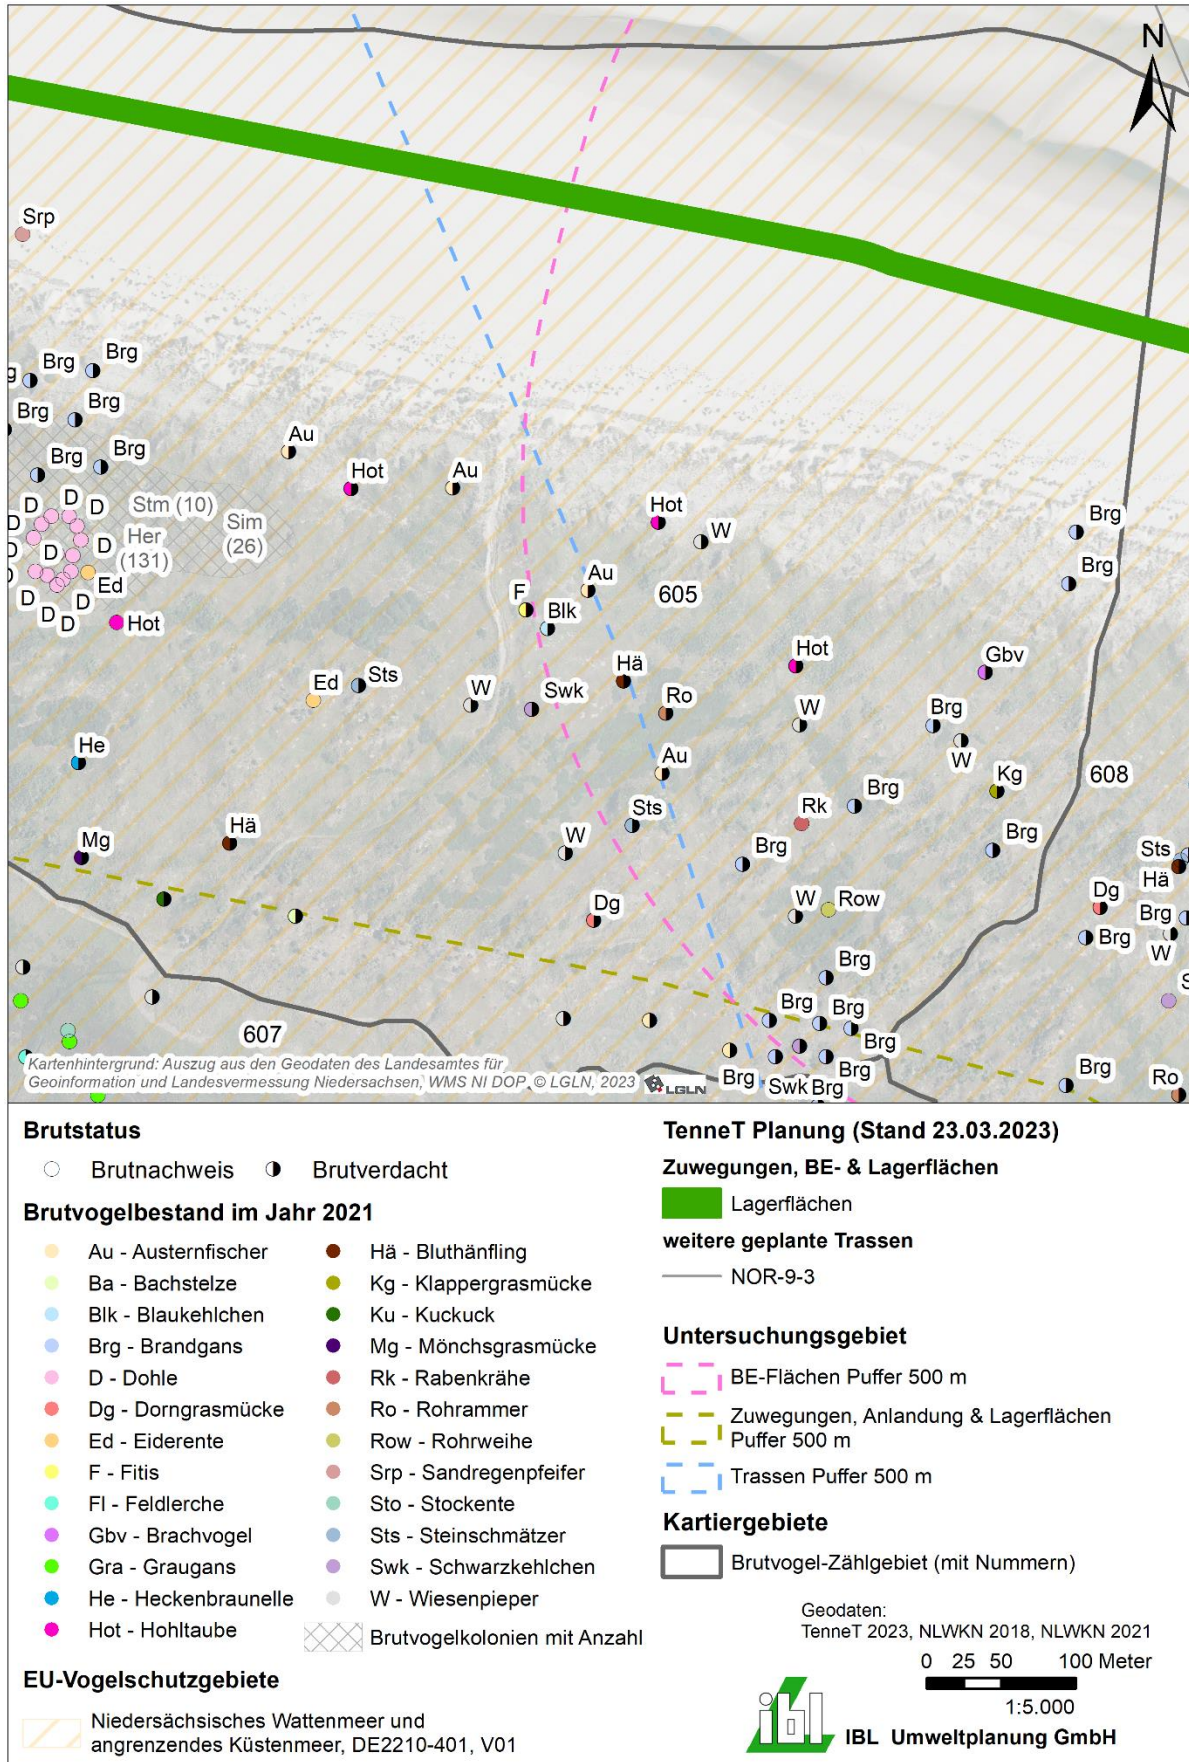 N
Srp
Brg
Brg
g
Brg
Brg
Brg
Brg
Au
Hot
Au
Stm (10)
Sim
(26)
Her
(131)
D
D
D
D
D
D
D
D
D
D
D
D
D
Ed
Hot
Hot
W
Brg
Brg
Au
605
F
Blk
Hot
Gbv
Hä
Ed
Sts
W
Swk
Ro
W
Brg
W
He
Au
Kg
608
Hä
Mg
Sts
W
Rk
Brg
Brg
Brg
Sts
Hä
Dg
W
Row
Dg
Brg
Brg
W
Brg
S
Brg
Brg
Brg
607
Brg
Brg
Swk
Brg
Brg
Ro
Kartenhintergrund: Auszug aus den Geodaten des Landesamtes für
Geoinformation und Landesvermessung Niedersachsen, WMS NI DOP, © LGLN, 2023
LGLN
Brutstatus
Brutnachweis
Brutverdacht
Brutvogelbestand im Jahr 2021
Au - Austernfischer
Ba - Bachstelze
Blk - Blaukehlchen
Brg - Brandgans
D - Dohle
Dg - Dorngrasmücke
Ed - Eiderente
F - Fitis
Fl - Feldlerche
Gbv - Brachvogel
Gra - Graugans
He - Heckenbraunelle
Hot - Hohltaube
Hä - Bluthänfling
Kg - Klappergrasmücke
Ku - Kuckuck
Mg - Mönchsgrasmücke
Rk - Rabenkrähe
Ro - Rohrammer
Row - Rohrweihe
Srp - Sandregenpfeifer
Sto - Stockente
Sts - Steinschmätzer
Swk - Schwarzkehlchen
W - Wiesenpieper
Brutvogelkolonien mit Anzahl
EU-Vogelschutzgebiete
Niedersächsisches Wattenmeer und
angrenzendes Küstenmeer, DE2210-401, V01
TenneT Planung (Stand 23.03.2023)
Zuwegungen, BE- & Lagerflächen
Lagerflächen
weitere geplante Trassen
NOR-9-3
Untersuchungsgebiet
BE-Flächen Puffer 500 m
Zuwegungen, Anlandung & Lagerflächen
Puffer 500 m
Trassen Puffer 500 m
Kartiergebiete
Brutvogel-Zählgebiet (mit Nummern)
Geodaten:
TenneT 2023, NLWKN 2018, NLWKN 2021
0 25 50 100 Meter
1:5.000
ibl
IBL Umweltplanung GmbH